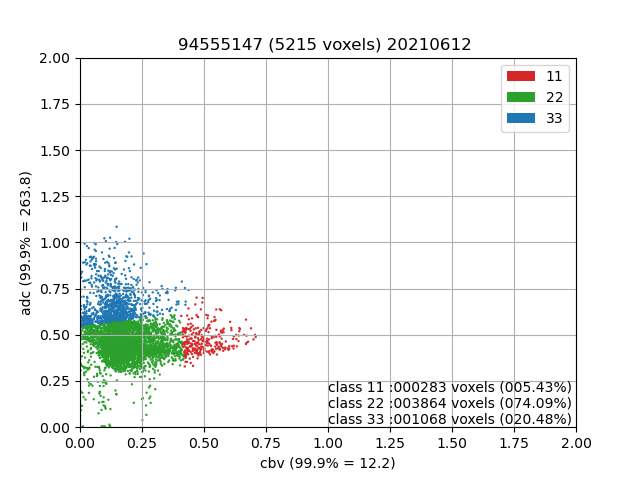 94555147 (5215 voxels) 20210612
2.00
1.75
1.50
1.25
1.00
0.75
0.50
0.25
0.00
adc (99.9% = 263.8)
11
22
33
class 11 :000283 voxels (005.43%)
class 22 :003864 voxels (074.09%)
class 33 :001068 voxels (020.48%)
0.00 0.25 0.50 0.75 1.00 1.25 1.50 1.75 2.00
cbv (99.9% = 12.2)